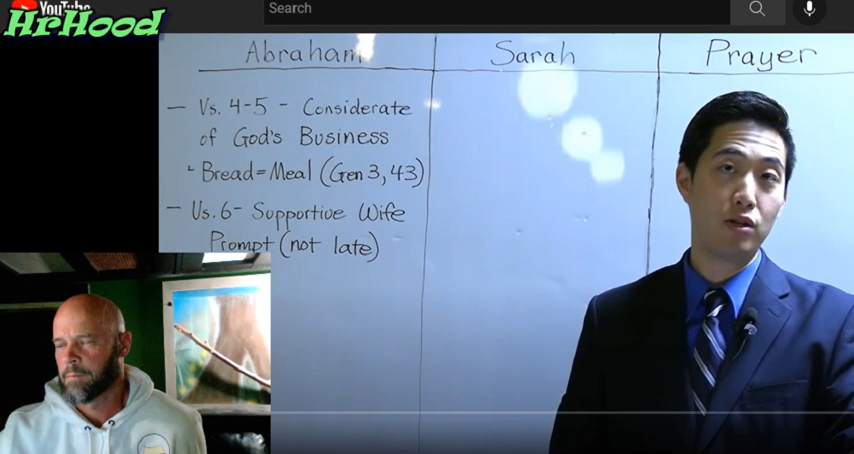 YouTube
Search
HrHood
Abraham
Sarah
Prayer
– Vs. 4-5 - Considerate
of God's Business
Bread=Meal (Gen 3, 43)
– Vs. 6- Supportive Wife
Prompt (not late)